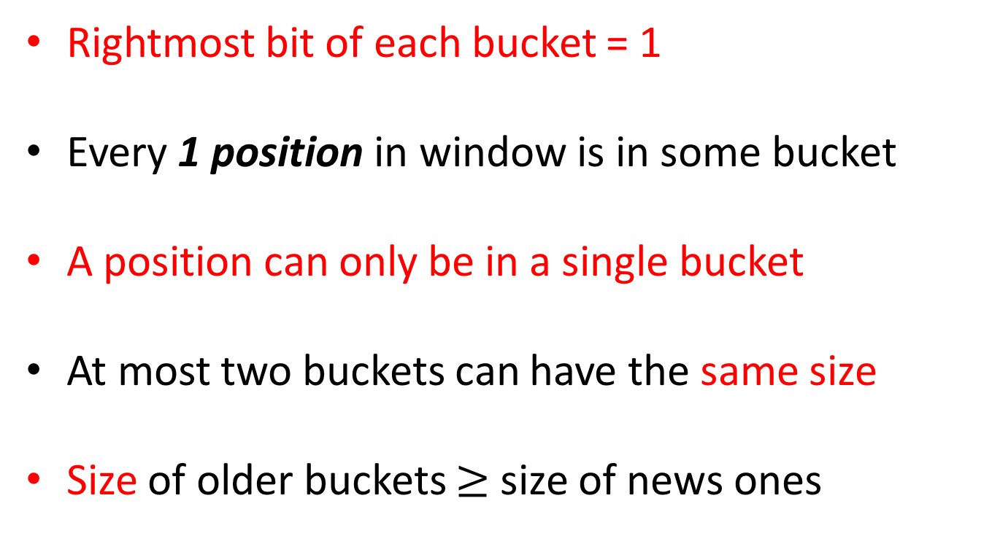 • Rightmost bit of each bucket = 1
• Every 1 position in window is in some bucket
• A position can only be in a single bucket
• At most two buckets can have the same size
• Size of older buckets ≥ size of news ones